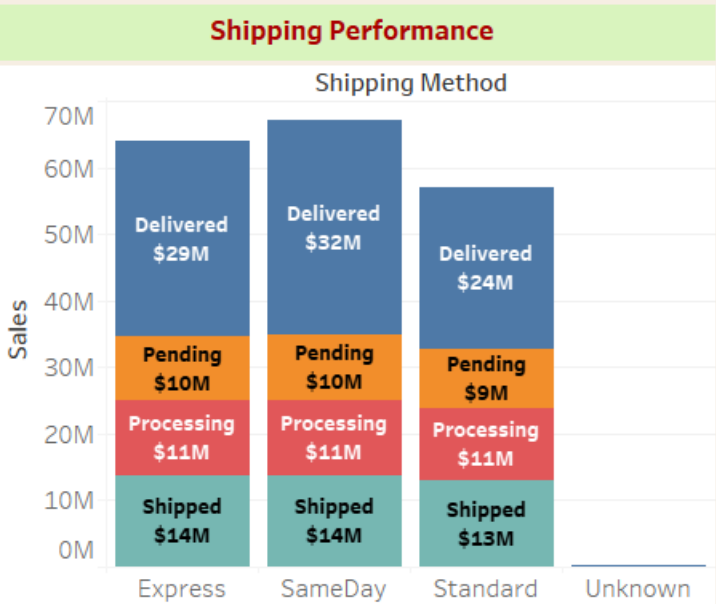 Shipping Performance
Shipping Method
70M
60M
50M
40M
30M
20M
10M
0M
Sales
Delivered
$29M
Pending
$10M
Processing
$11M
Shipped
$14M
Delivered
$32M
Pending
$10M
Processing
$11M
Shipped
$14M
Delivered
$24M
Pending
$9M
Processing
$11M
Shipped
$13M
Express
SameDay
Standard
Unknown